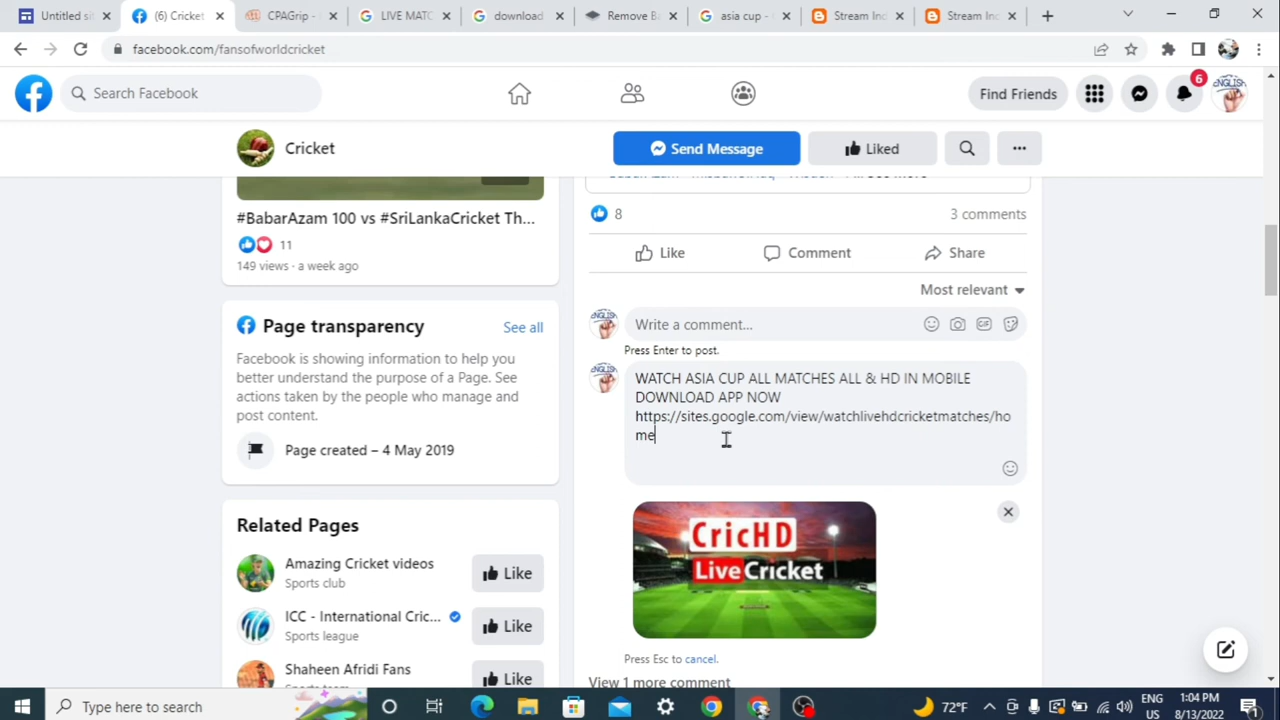 Untitled si
(6) Cricket
CPAGrip -
LIVE MATC
download
Remove Ba
asia cup -
Stream Ind
Stream Ind
facebook.com/fansofworldcricket
Search Facebook
Find Friends
6
ENGLISH
Cricket
Send Message
Liked
#BabarAzam 100 vs #SriLankaCricket Th...
11
149 views · a week ago
Page transparency
See all
Facebook is showing information to help you
better understand the purpose of a Page. See
actions taken by the people who manage and
post content.
Page created – 4 May 2019
Related Pages
Amazing Cricket videos
Sports club
Like
ICC - International Cric...
Sports league
Like
Shaheen Afridi Fans
Like
8
3 comments
Like
Comment
Share
Most relevant
Write a comment...
Press Enter to post.
WATCH ASIA CUP ALL MATCHES ALL & HD IN MOBILE
DOWNLOAD APP NOW
https://sites.google.com/view/watchlivehdcricketmatches/ho
me
CricHD
LiveCricket
Press Esc to cancel.
View 1 more comment
Type here to search
72°F
ENG
US
1:04 PM
8/13/2022
1